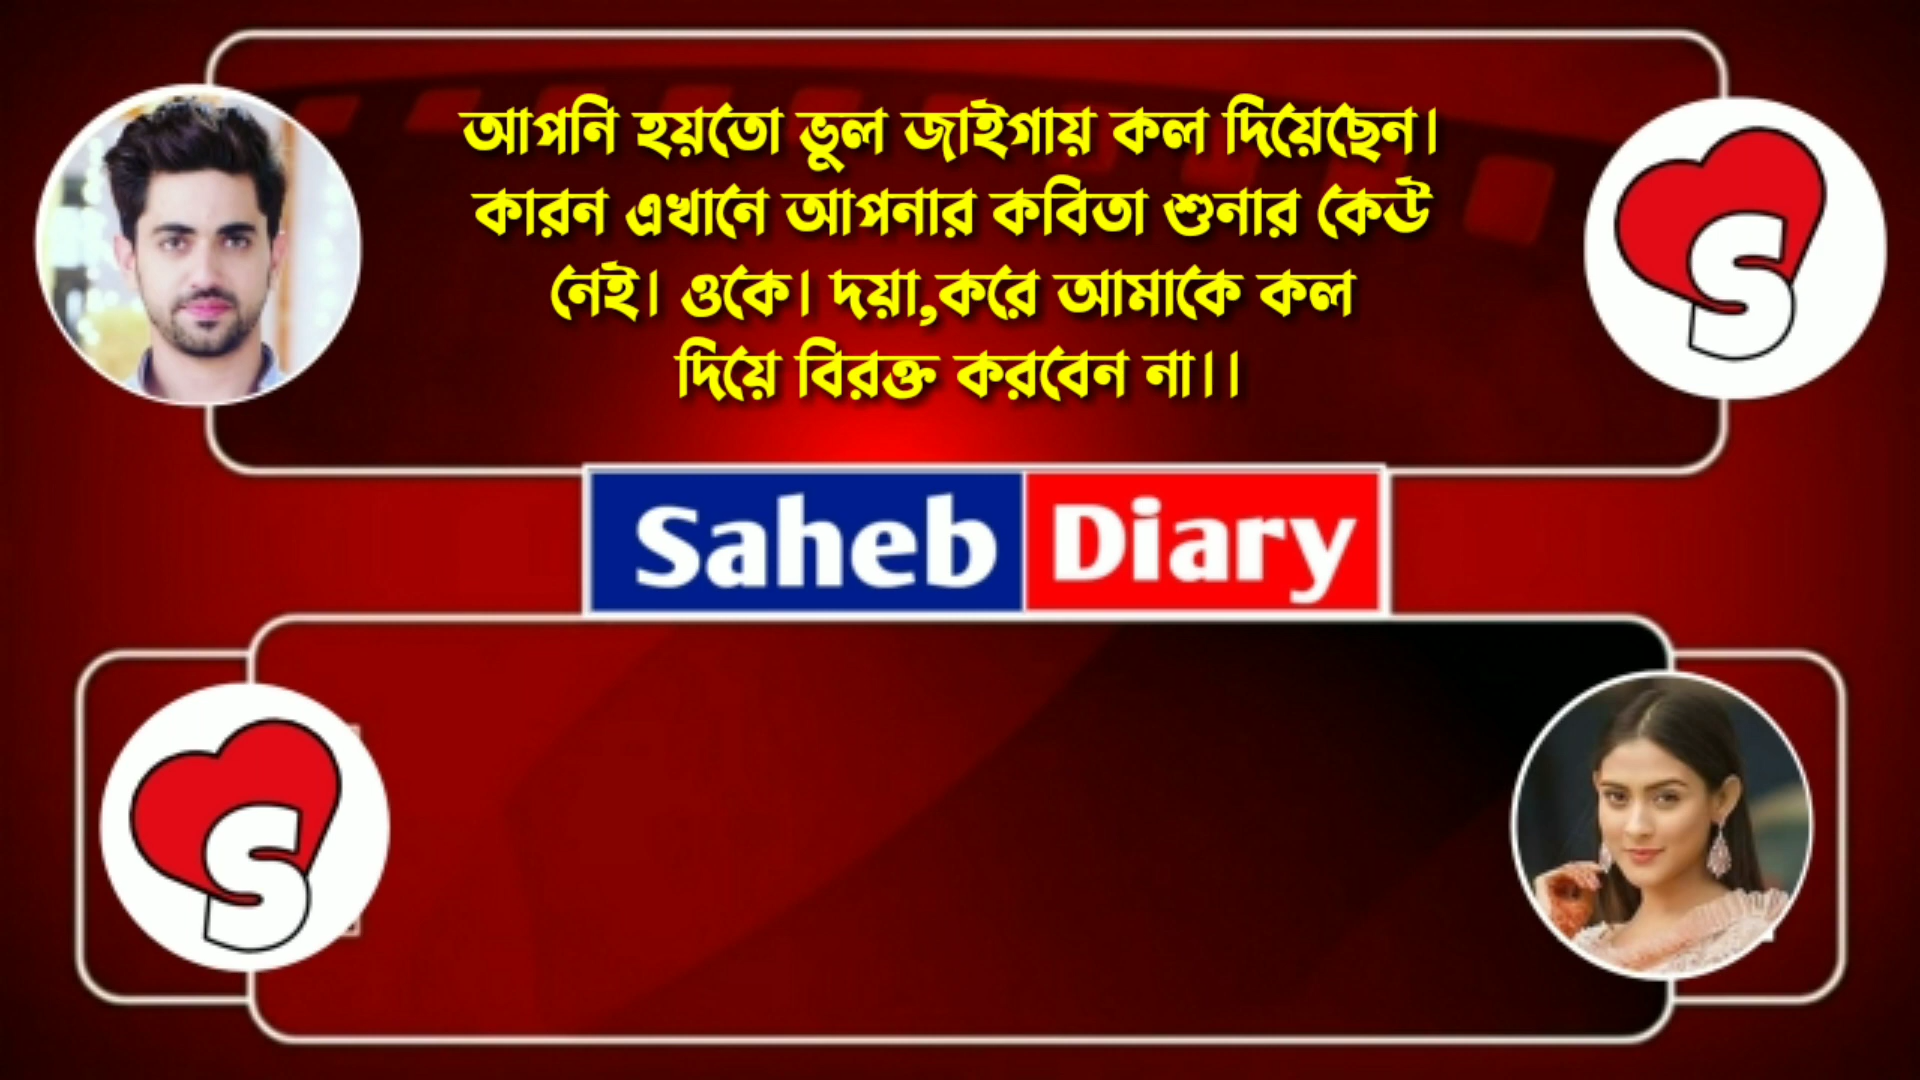 আপনি হয়তো ভুল জাইগায় কল দিয়েছেন।
কারন এখানে আপনার কবিতা শুনার কেউ
নেই। ওকে। দয়া,করে আমাকে কল
দিয়ে বিরক্ত করবেন না।।
S
Saheb Diary
S